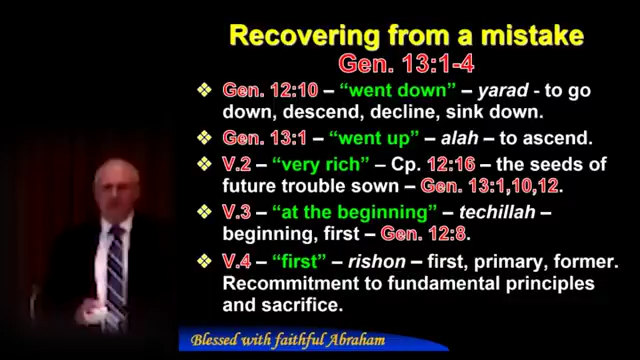 Recovering from a mistake
Gen. 13:1-4
❖ Gen. 12:10 – “went down” – yarad - to go
down, descend, decline, sink down.
❖ Gen. 13:1 – “went up” – alah – to ascend.
❖ V.2 – “very rich” – Cp. 12:16 – the seeds of
future trouble sown – Gen. 13:1,10,12.
❖ V.3 – “at the beginning” – techillah –
beginning, first – Gen. 12:8.
❖ V.4 – “first” – rishon – first, primary, former.
Recommitment to fundamental principles
and sacrifice.
Blessed with faithful Abraham